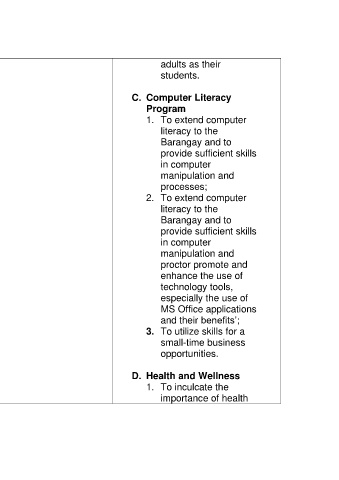 adults as their
students.
C. Computer Literacy
Program
1. To extend computer
literacy to the
Barangay and to
provide sufficient skills
in computer
manipulation and
processes;
2. To extend computer
literacy to the
Barangay and to
provide sufficient skills
in computer
manipulation and
proctor promote and
enhance the use of
technology tools,
especially the use of
MS Office applications
and their benefits’;
3. To utilize skills for a
small-time business
opportunities.
D. Health and Wellness
1. To inculcate the
importance of health